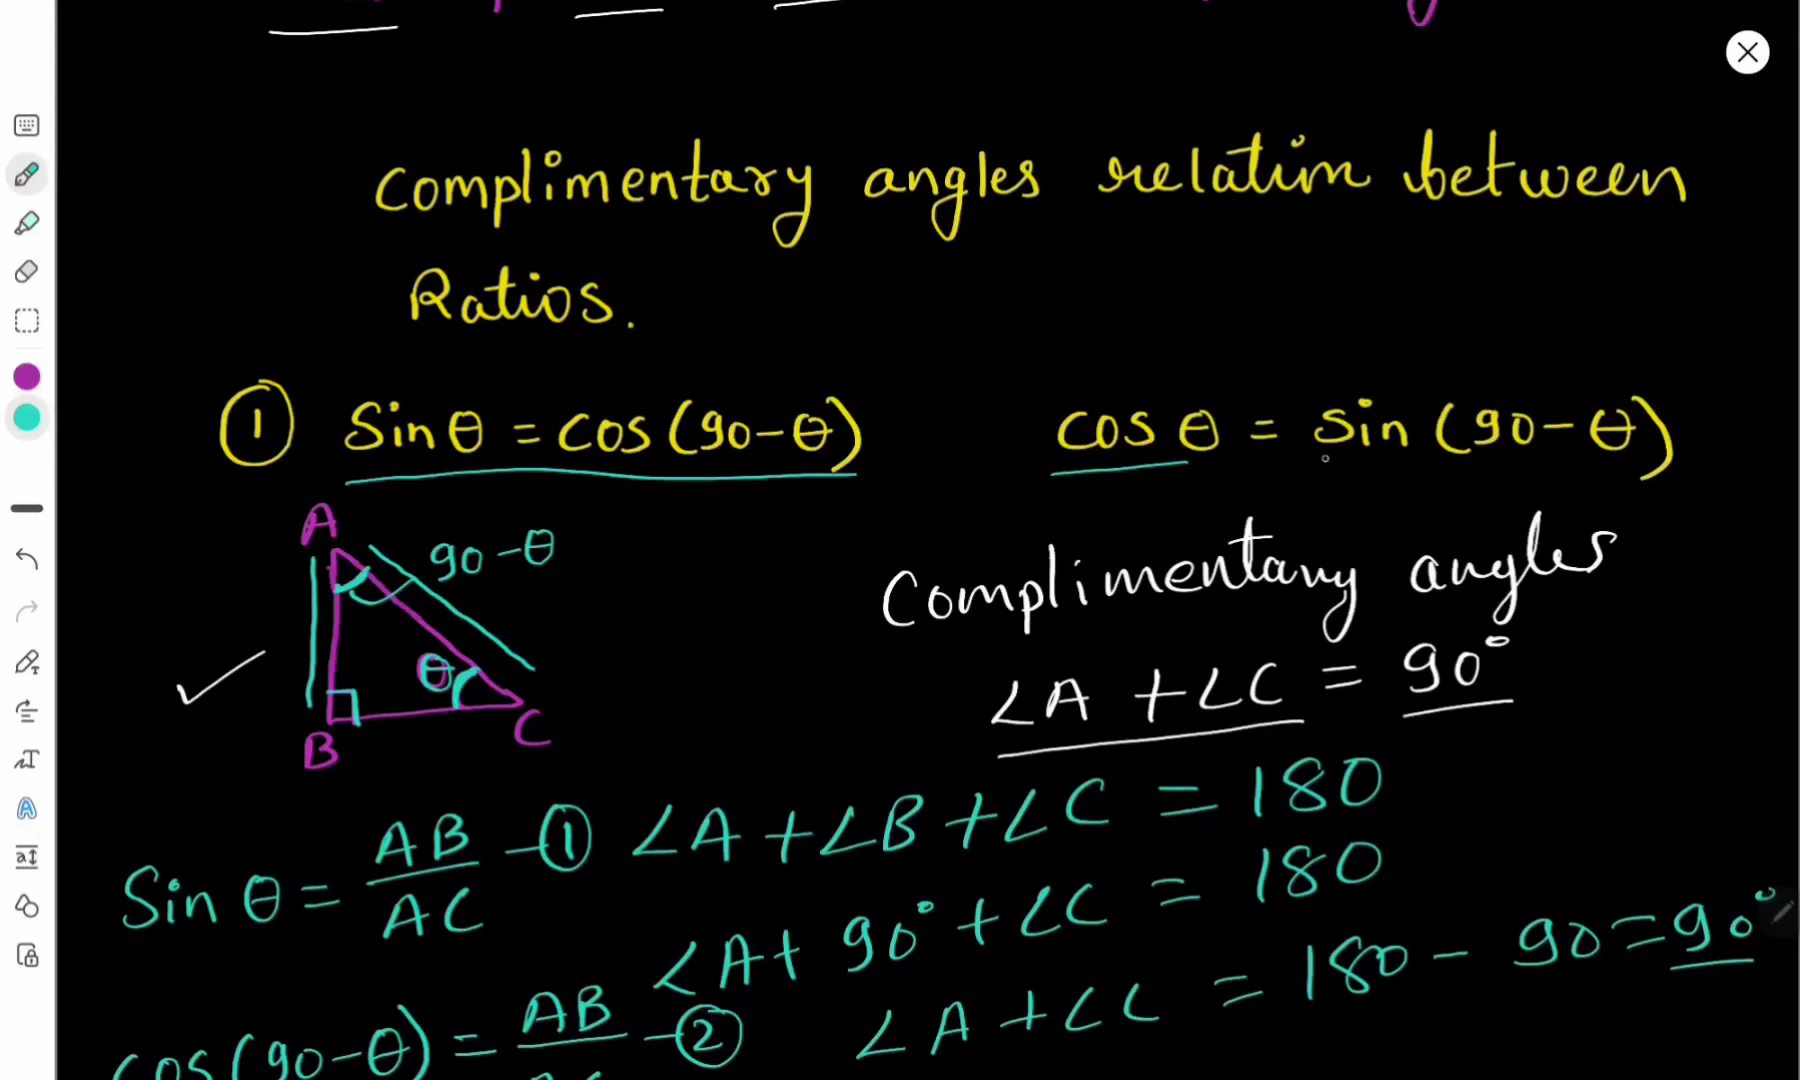 Complimentary angles relation between
Ratios.
① Sinθ = cos(90-θ) cos θ = sin (90-θ)
A 90-θ
Complimentary angles
θ
∠A + ∠C = 90°
B C
Sin θ = AB/AC -① ∠A + ∠B + ∠C = 180
∠A + 90° + ∠C = 180
∠A + ∠C = 180 - 90 = 90°
cos(90-θ) = AB -②